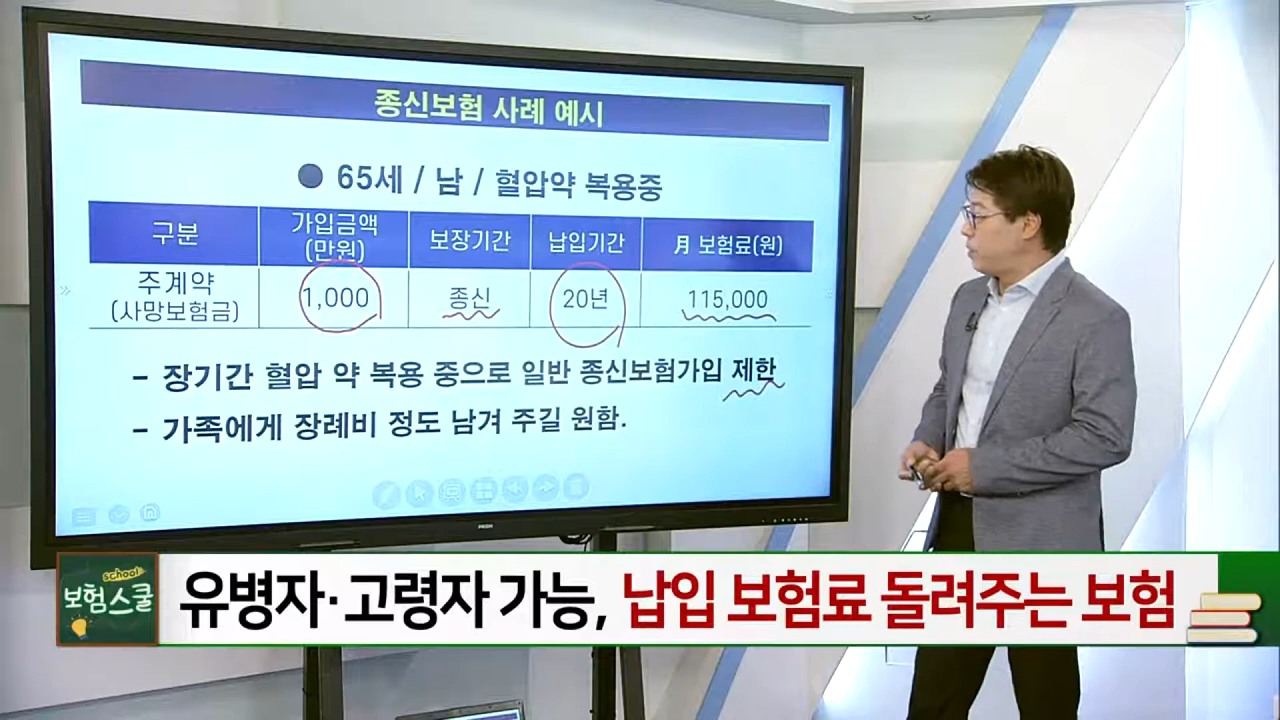 종신보험 사례 예시
● 65세 / 남 / 혈압약 복용중
구분 가입금액 (만원) 보장기간 납입기간 月 보험료(원)
주계약 (사망보험금) 1,000 종신 20년 115,000
- 장기간 혈압 약 복용 중으로 일반 종신보험가입 제한
- 가족에게 장례비 정도 남겨 주길 원함.
school
보험스쿨
유병자·고령자 가능, 납입 보험료 돌려주는 보험